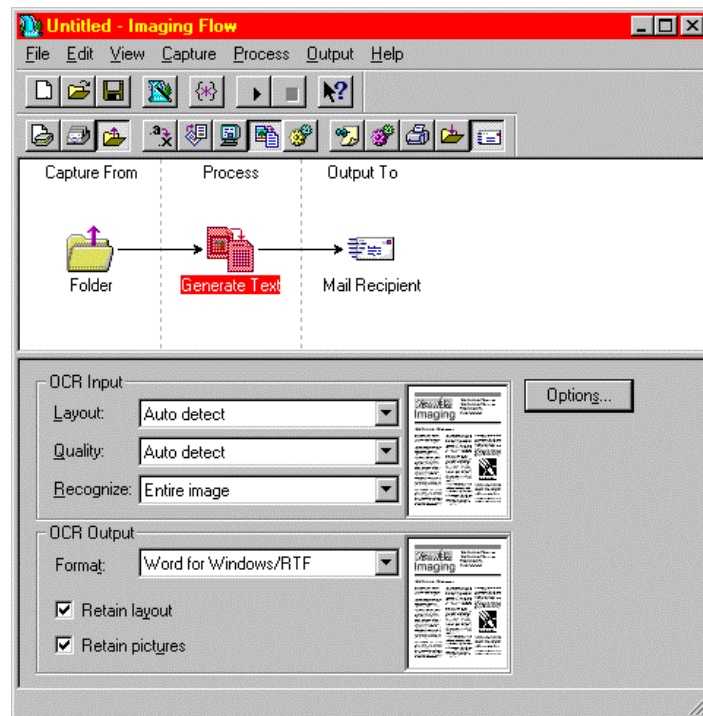 Untitled - Imaging Flow
File Edit View Capture Process Output Help
Capture From Process Output To
Folder Generate Text Mail Recipient
OCR Input
Layout: Auto detect
Quality: Auto detect
Recognize: Entire image
Imaging
Options...
OCR Output
Format: Word for Windows/RTF
Retain layout
Retain pictures
Imaging